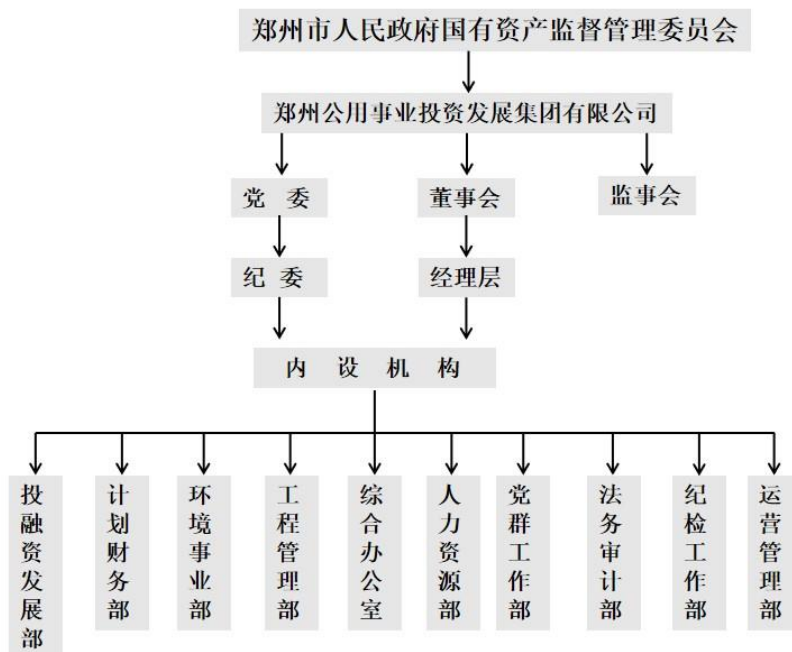 郑州市人民政府国有资产监督管理委员会
郑州公用事业投资发展集团有限公司
党 委
董事会
监事会
纪 委
经理层
内 设 机 构
投融资发展部
计划财务部
环境事业部
工程管理部
综合办公室
人力资源部
党群工作部
法务审计部
纪检工作部
运营管理部